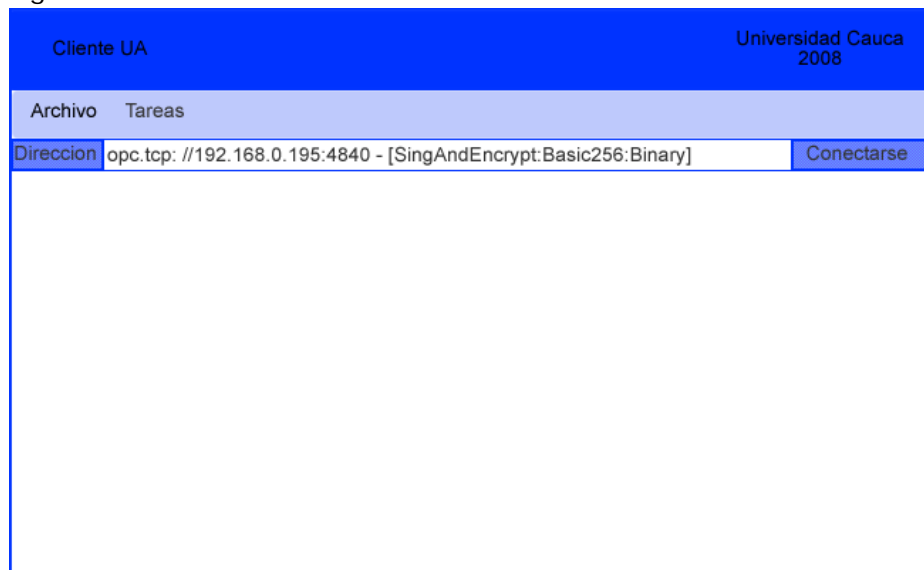 Cliente UA
Universidad Cauca
2008
Archivo Tareas
Direccion opc.tcp: //192.168.0.195:4840 - [SingAndEncrypt:Basic256:Binary] Conectarse